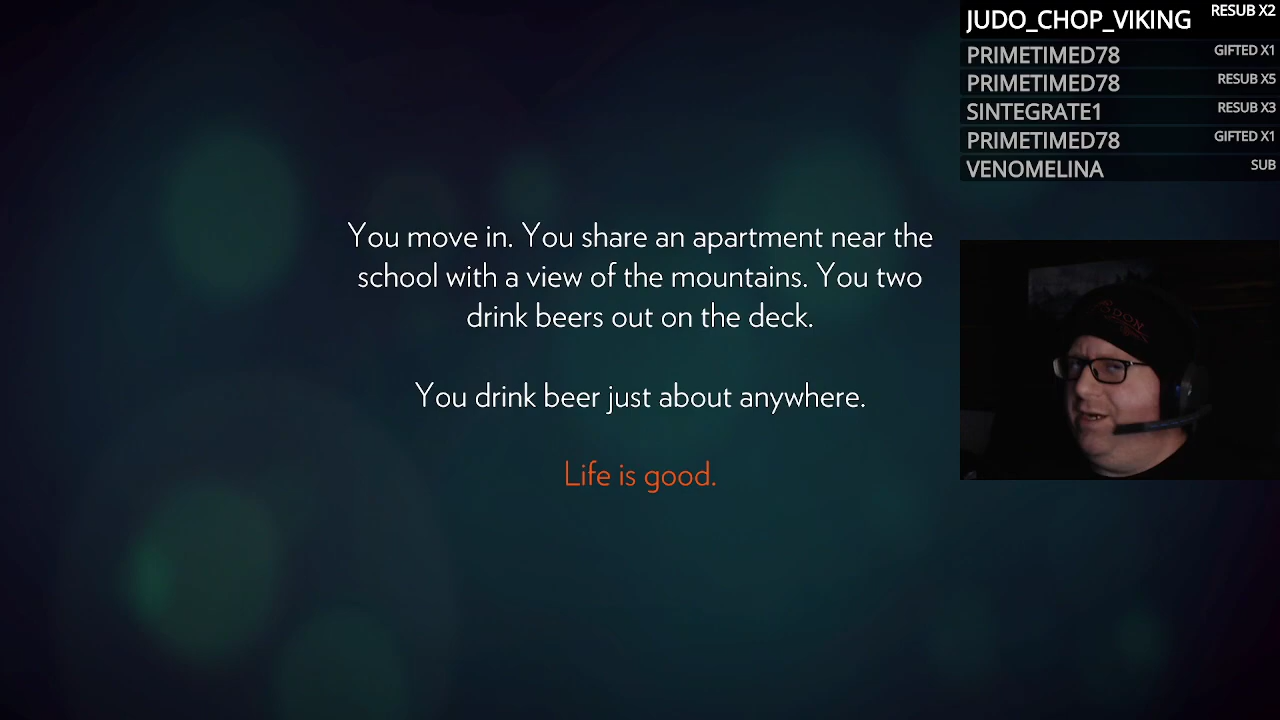 JUDO_CHOP_VIKING RESUB X2
PRIMETIMED78 GIFTED X1
PRIMETIMED78 RESUB X5
SINTEGRATE1 RESUB X3
PRIMETIMED78 GIFTED X1
VENOMELINA SUB
You move in. You share an apartment near the
school with a view of the mountains. You two
drink beers out on the deck.
You drink beer just about anywhere.
Life is good.